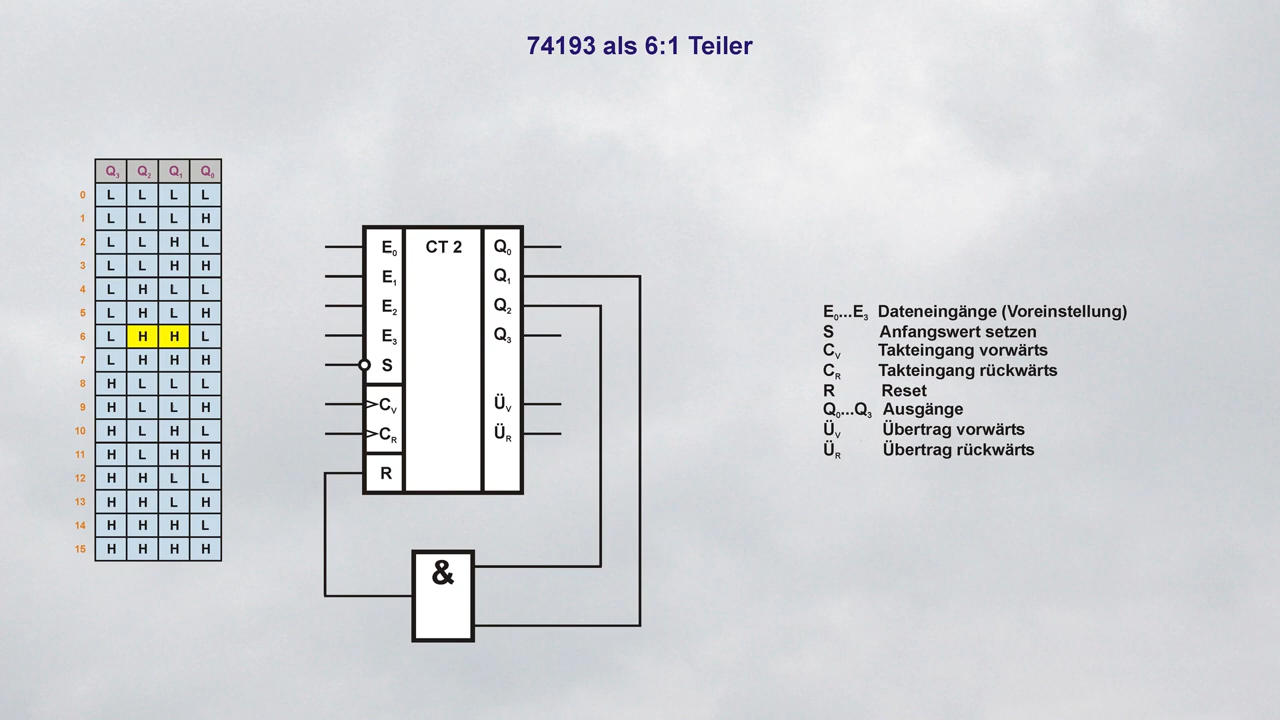 74193 als 6:1 Teiler
Q3 Q2 Q1 Q0
0 L L L L
1 L L L H
2 L L H L
3 L L H H
4 L H L L
5 L H L H
6 L H H L
7 L H H H
8 H L L L
9 H L L H
10 H L H L
11 H L H H
12 H H L L
13 H H L H
14 H H H L
15 H H H H
E0 CT 2 Q0
E1 Q1
E2 Q2
E3 Q3
S
CV ÜV
CR ÜR
R
&
E0...E3 Dateneingänge (Voreinstellung)
S Anfangswert setzen
CV Takteingang vorwärts
CR Takteingang rückwärts
R Reset
Q0...Q3 Ausgänge
ÜV Übertrag vorwärts
ÜR Übertrag rückwärts